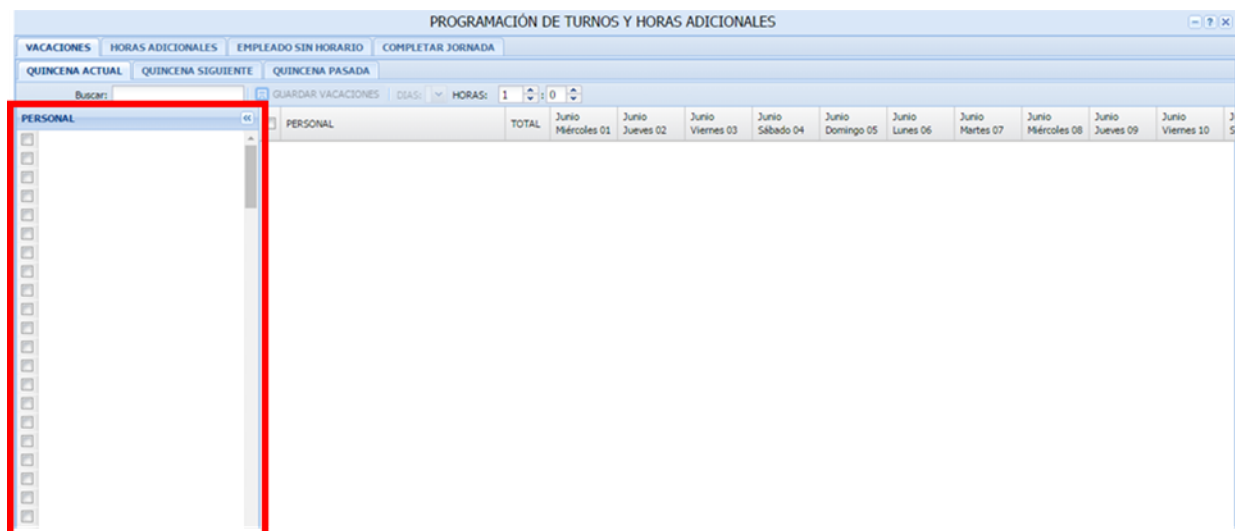 PROGRAMACIÓN DE TURNOS Y HORAS ADICIONALES
VACACIONES HORAS ADICIONALES EMPLEADO SIN HORARIO COMPLETAR JORNADA
QUINCENA ACTUAL QUINCENA SIGUIENTE QUINCENA PASADA
Buscar: GUARDAR VACACIONES DIAS: HORAS: 1 : 0
PERSONAL PERSONAL TOTAL Junio Miércoles 01 Junio Jueves 02 Junio Viernes 03 Junio Sábado 04 Junio Domingo 05 Junio Lunes 06 Junio Martes 07 Junio Miércoles 08 Junio Jueves 09 Junio Viernes 10